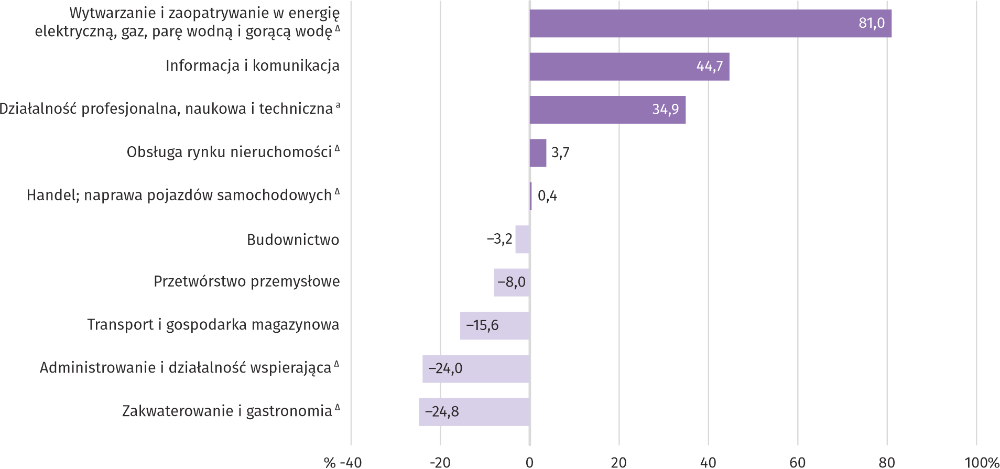 Wytwarzanie i zaopatrywanie w energię
elektryczną, gaz, parę wodną i gorącą wodę Δ
81,0
Informacja i komunikacja
44,7
Działalność profesjonalna, naukowa i techniczna a
34,9
Obsługa rynku nieruchomości Δ
3,7
Handel; naprawa pojazdów samochodowych Δ
0,4
Budownictwo
–3,2
Przetwórstwo przemysłowe
–8,0
Transport i gospodarka magazynowa
–15,6
Administrowanie i działalność wspierająca Δ
–24,0
Zakwaterowanie i gastronomia Δ
–24,8
% -40 -20 0 20 40 60 80 100%